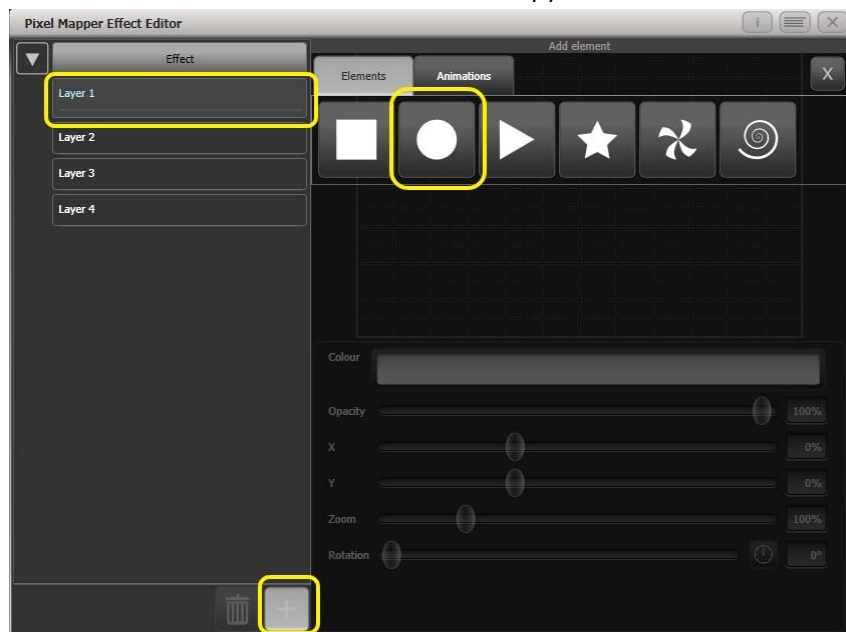 Pixel Mapper Effect Editor
i
X
Effect
Add element
Elements
Animations
X
Layer 1
Layer 2
Layer 3
Layer 4
Colour
Opacity
100%
X
0%
Y
0%
Zoom
100%
Rotation
0°
+